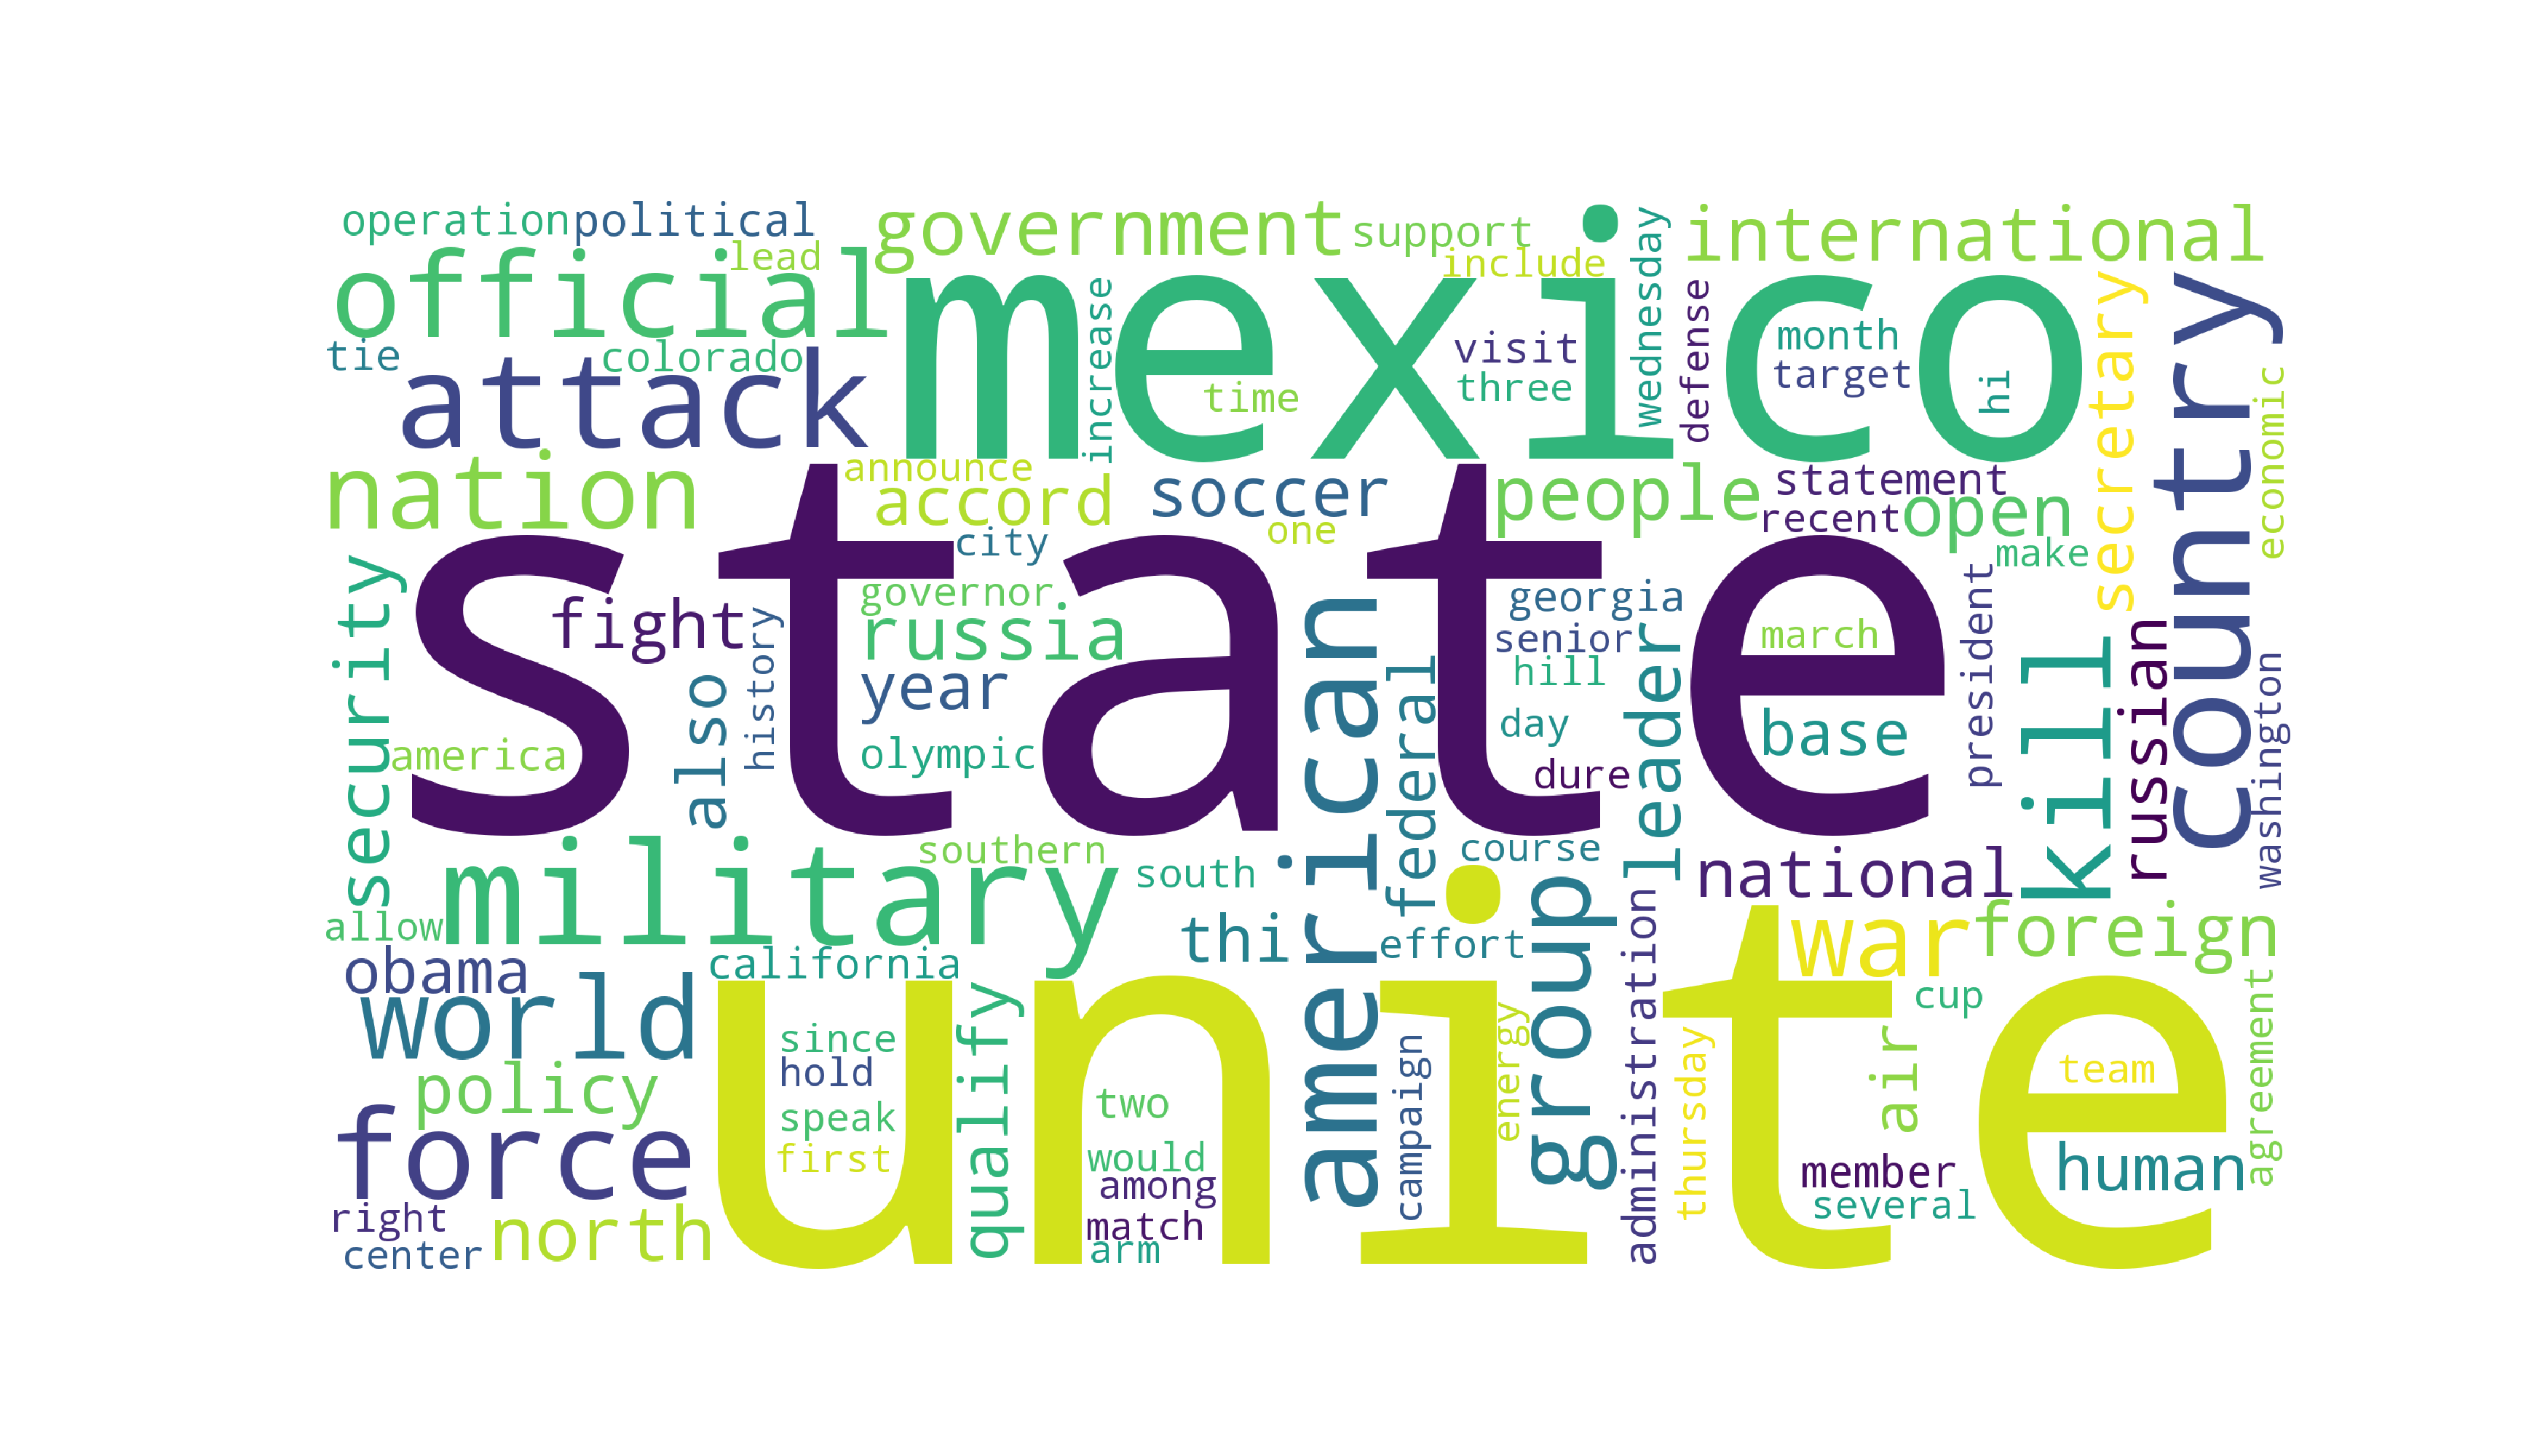 operation political
government
support
international
lead
include
wednesday
official
mexico
secretary
country
increase
defense
tie
colorado
visit
month
attack
time
three
target
hi
economic
nation
announce
accord
soccer
people
statement
one
recent
open
city
make
state
security
fight
history
governor
georgia
president
russia
senior
march
leader
kill
russian
also
year
hill
america
olympic
day
base
washington
dure
american
federal
military
southern
south
course
national
allow
thi
effort
group
administration
war
foreign
obama
california
unite
world
qualify
cup
agreement
since
energy
campaign
thursday
air
team
policy
hold
speak
two
force
first
would
among
member
human
right
match
several
north
center
arm